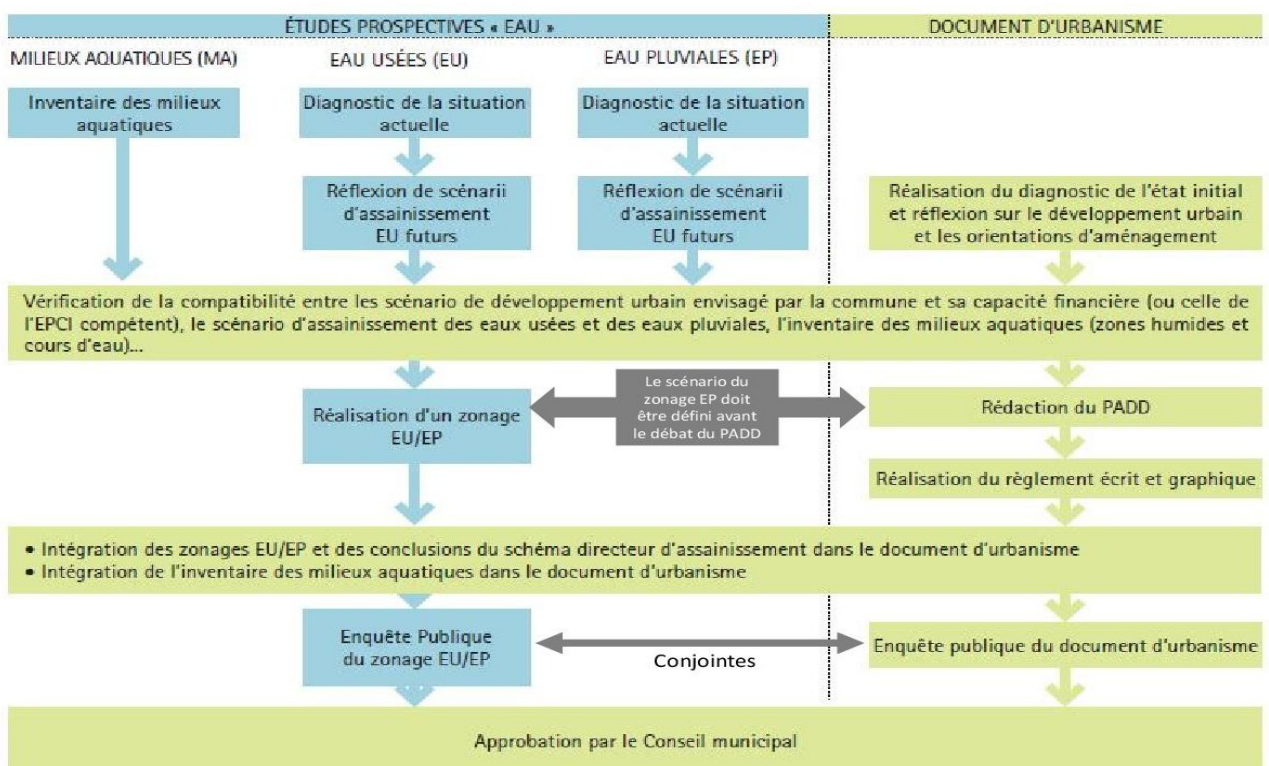 ÉTUDES PROSPECTIVES « EAU »
DOCUMENT D'URBANISME
MILIEUX AQUATIQUES (MA)
EAU USÉES (EU)
EAU PLUVIALES (EP)
Inventaire des milieux
aquatiques
Diagnostic de la situation
actuelle
Diagnostic de la situation
actuelle
Réflexion de scénarii
d'assainissement
EU futurs
Réflexion de scénarii
d'assainissement
EU futurs
Réalisation du diagnostic de l'état initial
et réflexion sur le développement urbain
et les orientations d'aménagement
Vérification de la compatibilité entre les scénario de développement urbain envisagé par la commune et sa capacité financière (ou celle de
l'EPCI compétent), le scénario d'assainissement des eaux usées et des eaux pluviales, l'inventaire des milieux aquatiques (zones humides et
cours d'eau)...
Réalisation d'un zonage
EU/EP
Le scénario du
zonage EP doit
être défini avant
le débat du PADD
Rédaction du PADD
Réalisation du règlement écrit et graphique
• Intégration des zonages EU/EP et des conclusions du schéma directeur d'assainissement dans le document d'urbanisme
• Intégration de l'inventaire des milieux aquatiques dans le document d'urbanisme
Enquête Publique
du zonage EU/EP
Conjointes
Enquête publique du document d'urbanisme
Approbation par le Conseil municipal